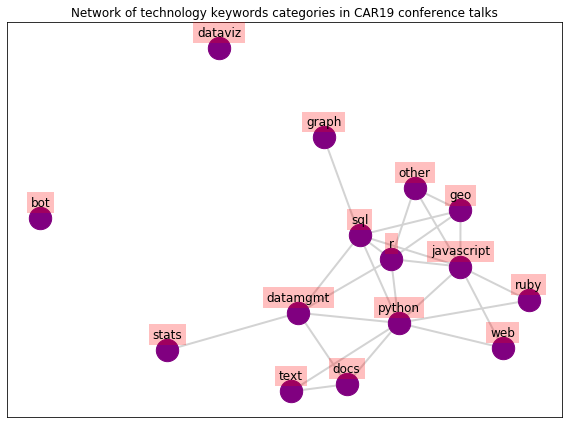 Network of technology keywords categories in CAR19 conference talks
dataviz
graph
other
geo
bot
sql
r
javascript
ruby
datamgmt
python
stats
web
docs
text